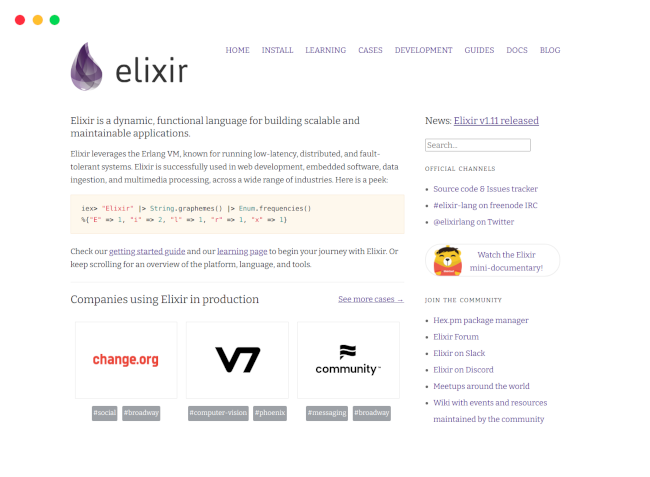 elixir
HOME INSTALL LEARNING CASES DEVELOPMENT GUIDES DOCS BLOG
Elixir is a dynamic, functional language for building scalable and
maintainable applications.
Elixir leverages the Erlang VM, known for running low-latency, distributed, and fault-
tolerant systems. Elixir is successfully used in web development, embedded software, data
ingestion, and multimedia processing, across a wide range of industries. Here is a peek:
iex> "Elixir" |> String.graphemes() |> Enum.frequencies()
%{"E" => 1, "i" => 2, "l" => 1, "r" => 1, "x" => 1}
Check our getting started guide and our learning page to begin your journey with Elixir. Or
keep scrolling for an overview of the platform, language, and tools.
Companies using Elixir in production
See more cases →
change.org
#social #broadway
V7
#computer-vision #phoenix
community™
#messaging #broadway
News: Elixir v1.11 released
Search...
OFFICIAL CHANNELS
• Source code & Issues tracker
• #elixir-lang on freenode IRC
• @elixirlang on Twitter
Watch the Elixir
mini-documentary!
JOIN THE COMMUNITY
• Hex.pm package manager
• Elixir Forum
• Elixir on Slack
• Elixir on Discord
• Meetups around the world
• Wiki with events and resources
maintained by the community